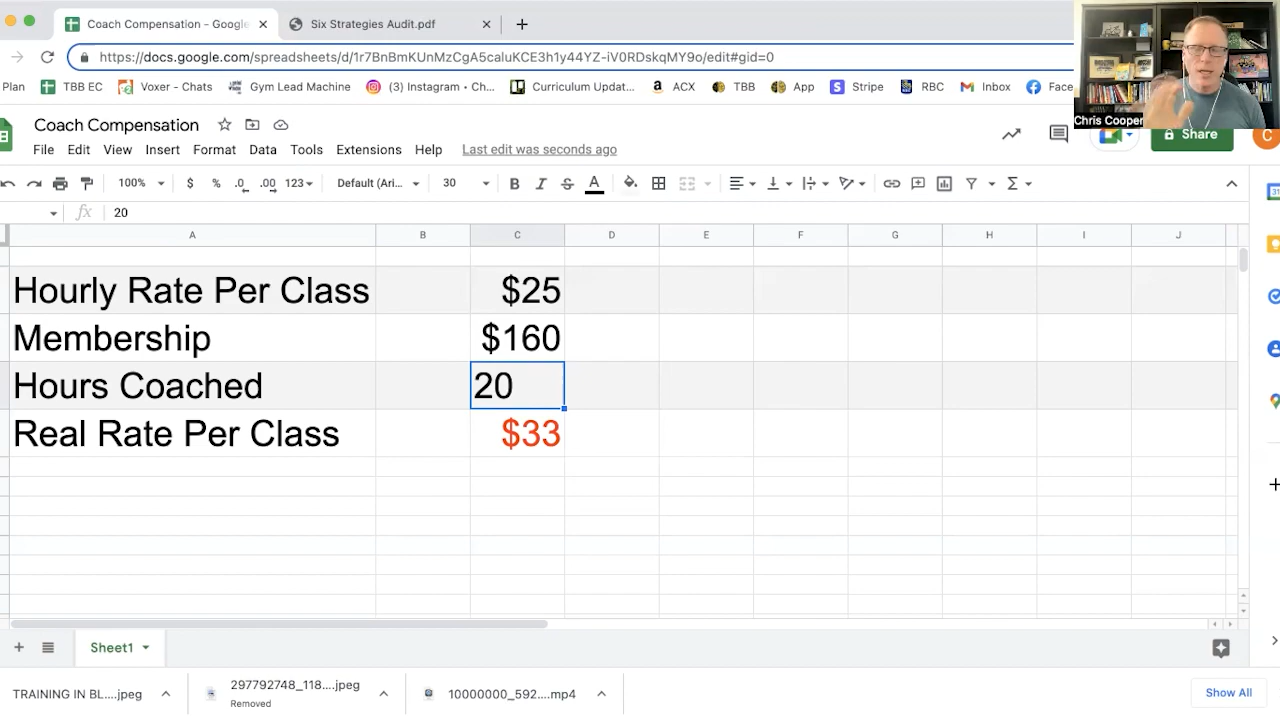 Coach Compensation - Google
Six Strategies Audit.pdf
https://docs.google.com/spreadsheets/d/1r7BnBmKUnMzCgA5caluKCE3h1y44YZ-iV0RDskqMY9o/edit#gid=0
Plan
TBB EC
Voxer - Chats
Gym Lead Machine
(3) Instagram • Ch...
Curriculum Updat...
ACX
TBB
App
Stripe
RBC
Inbox
Face
Chris Cooper
Coach Compensation
Share
C
File
Edit
View
Insert
Format
Data
Tools
Extensions
Help
Last edit was seconds ago
100%
$
%
.0
.00
123
Default (Ari...
30
B
I
S
A
fx
20
31
A
B
C
D
E
F
G
H
I
J
Hourly Rate Per Class $25
Membership $160
Hours Coached 20
Real Rate Per Class $33
Sheet1
TRAINING IN BL....jpeg
297792748_118....jpeg
Removed
10000000_592....mp4
Show All